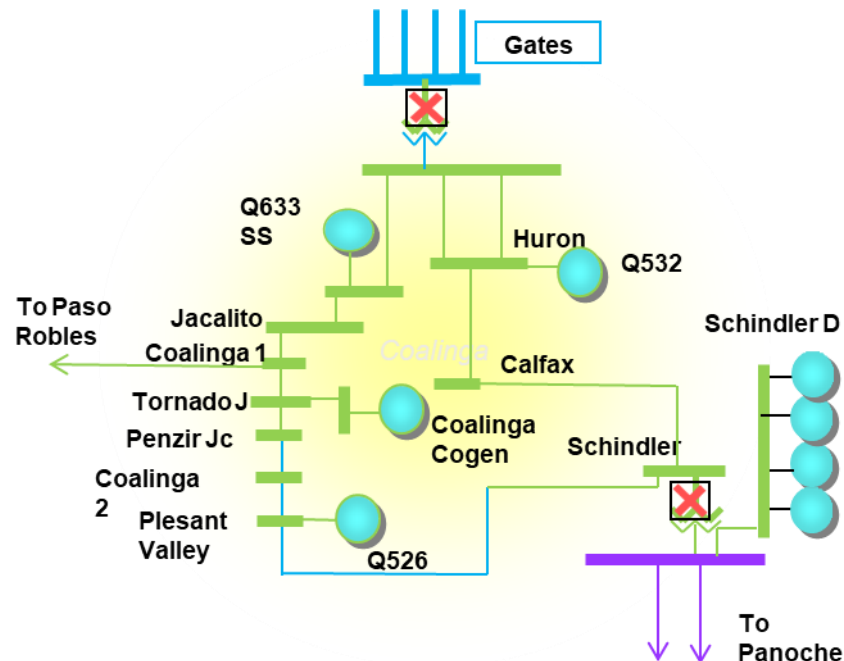 Gates
Q633
SS
Huron
Q532
To Paso
Robles
Jacalito
Schindler D
Coalinga 1
Coalinga
Calfax
Tornado J
Coalinga
Cogen
Penzir Jc
Schindler
Coalinga
2
Plesant
Valley
Q526
To
Panoche